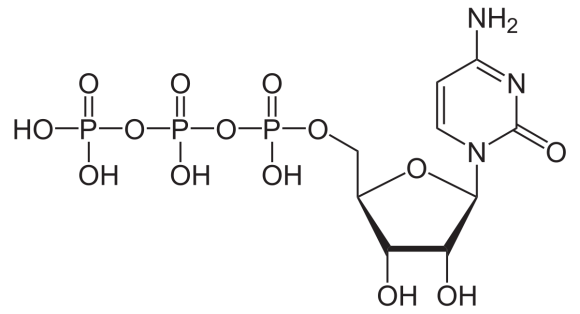 NH₂
O O O N
HO P O P O P O N O
OH OH OH O
OH OH